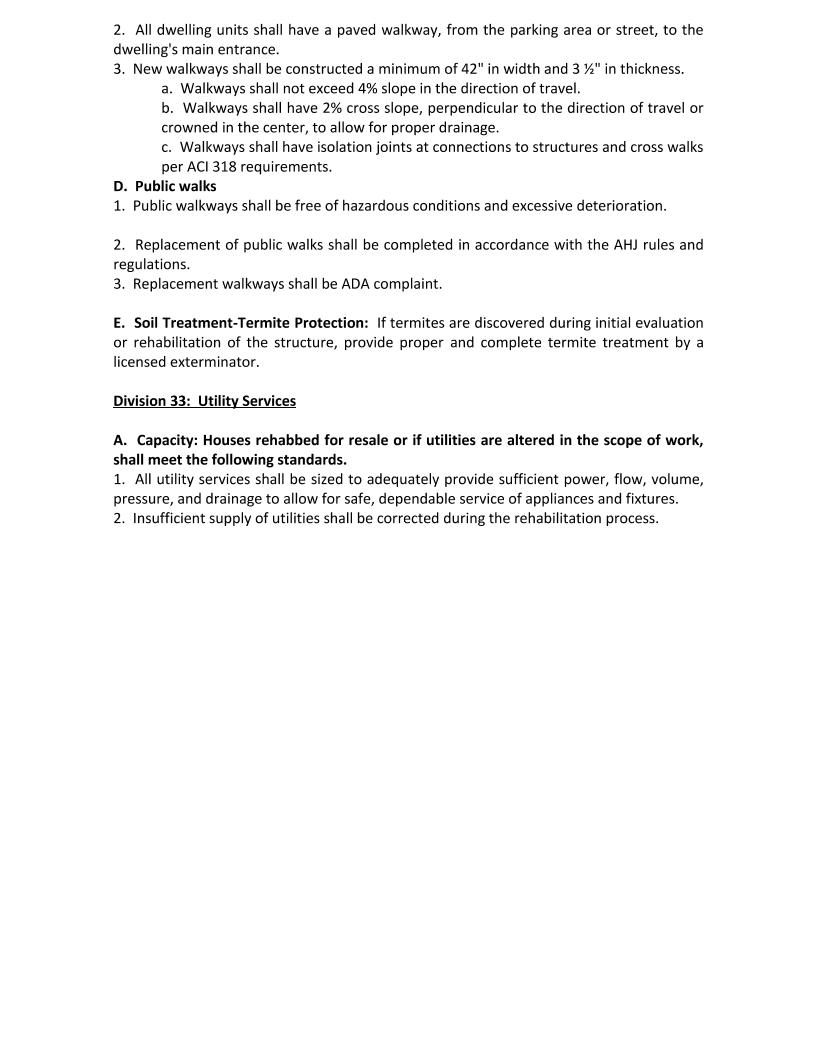 2. All dwelling units shall have a paved walkway, from the parking area or street, to the
dwelling's main entrance.
3. New walkways shall be constructed a minimum of 42" in width and 3 ½" in thickness.
a. Walkways shall not exceed 4% slope in the direction of travel.
b. Walkways shall have 2% cross slope, perpendicular to the direction of travel or
crowned in the center, to allow for proper drainage.
c. Walkways shall have isolation joints at connections to structures and cross walks
per ACI 318 requirements.
D. Public walks
1. Public walkways shall be free of hazardous conditions and excessive deterioration.
2. Replacement of public walks shall be completed in accordance with the AHJ rules and
regulations.
3. Replacement walkways shall be ADA complaint.
E. Soil Treatment-Termite Protection: If termites are discovered during initial evaluation
or rehabilitation of the structure, provide proper and complete termite treatment by a
licensed exterminator.
Division 33: Utility Services
A. Capacity: Houses rehabbed for resale or if utilities are altered in the scope of work,
shall meet the following standards.
1. All utility services shall be sized to adequately provide sufficient power, flow, volume,
pressure, and drainage to allow for safe, dependable service of appliances and fixtures.
2. Insufficient supply of utilities shall be corrected during the rehabilitation process.